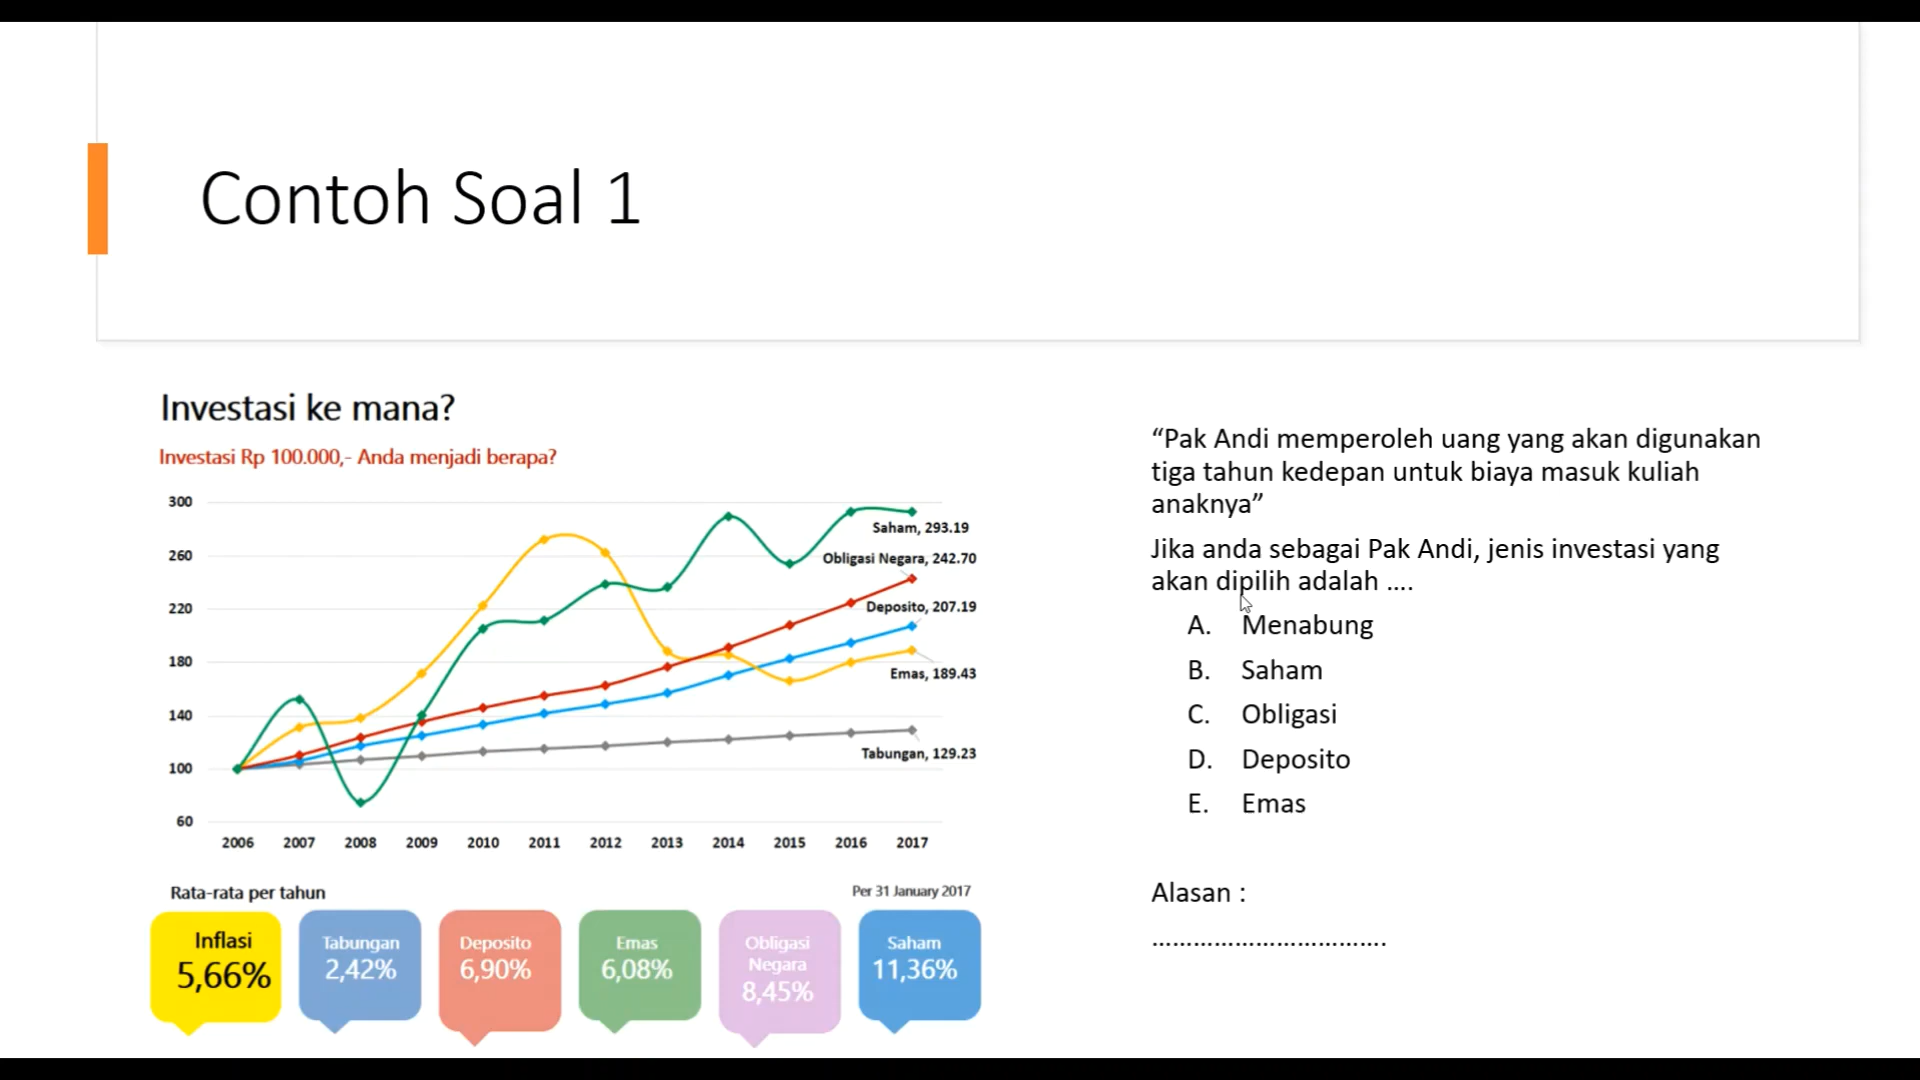 Contoh Soal 1
Investasi ke mana?
Investasi Rp 100.000,- Anda menjadi berapa?
300
260
220
180
140
100
60
Saham, 293.19
Obligasi Negara, 242.70
Deposito, 207.19
Emas, 189.43
Tabungan, 129.23
2006 2007 2008 2009 2010 2011 2012 2013 2014 2015 2016 2017
Rata-rata per tahun
Per 31 January 2017
Inflasi
5,66%
Tabungan
2,42%
Deposito
6,90%
Emas
6,08%
Obligasi
Negara
8,45%
Saham
11,36%
“Pak Andi memperoleh uang yang akan digunakan
tiga tahun kedepan untuk biaya masuk kuliah
anaknya”
Jika anda sebagai Pak Andi, jenis investasi yang
akan dipilih adalah ....
A. Menabung
B. Saham
C. Obligasi
D. Deposito
E. Emas
Alasan :
..................................